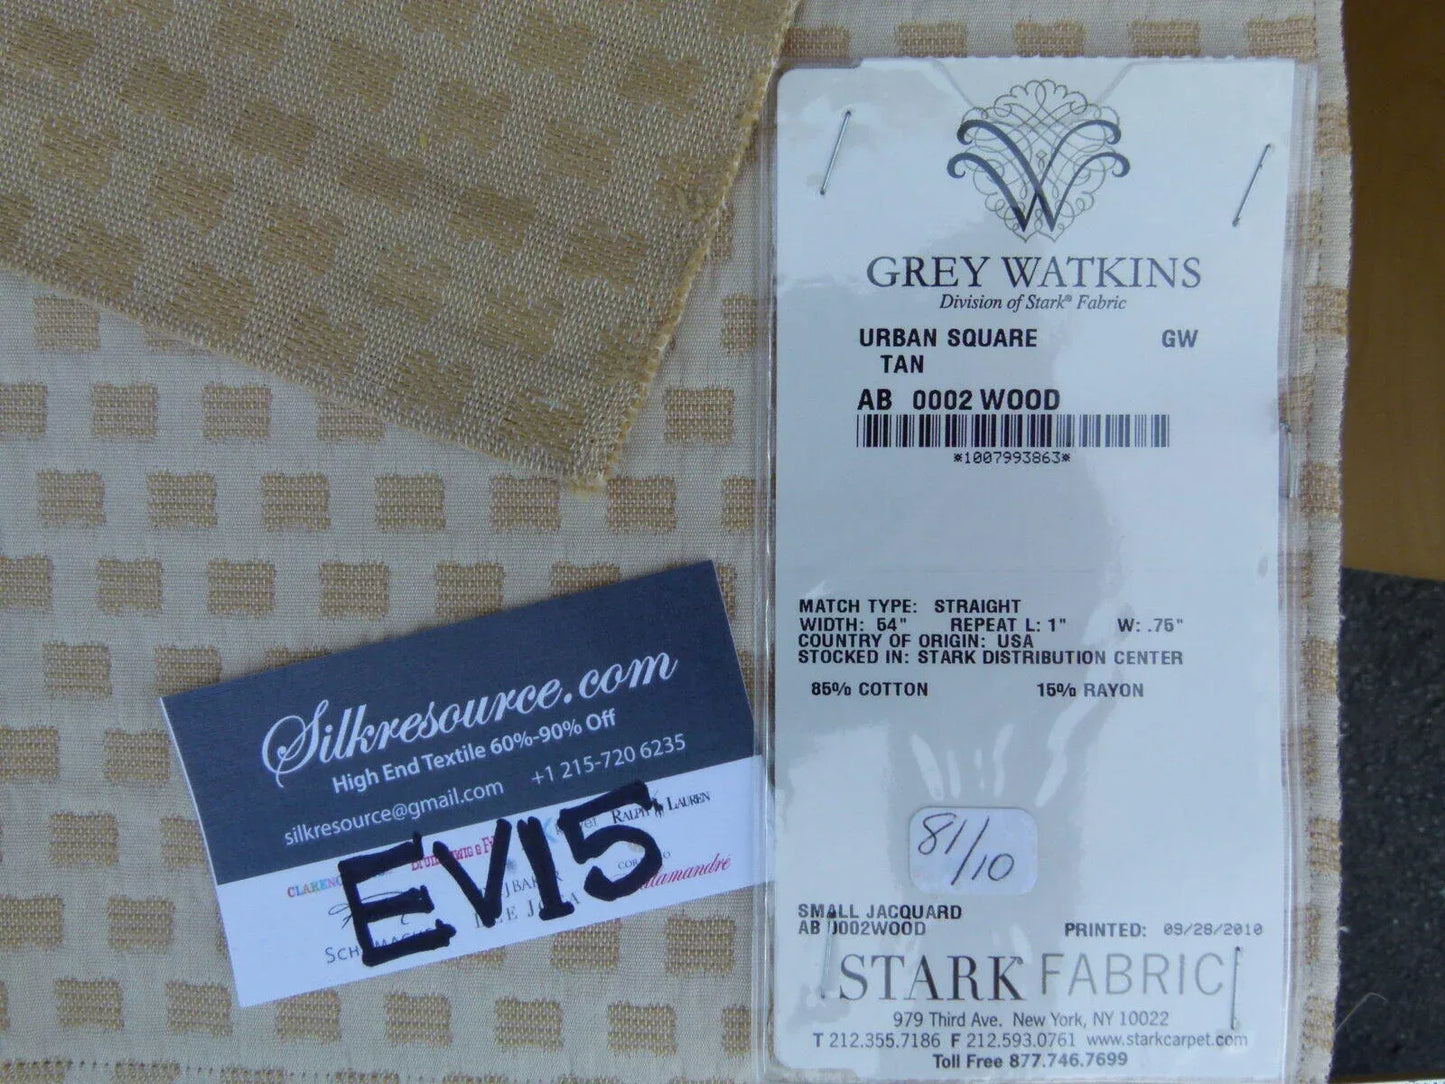 GREY WATKINS
Division of Stark® Fabric
URBAN SQUARE GW
TAN
AB 0002 WOOD
*1007993863*
MATCH TYPE: STRAIGHT
WIDTH: 54" REPEAT L: 1" W: .75"
COUNTRY OF ORIGIN: USA
STOCKED IN: STARK DISTRIBUTION CENTER
85% COTTON 15% RAYON
81/10
SMALL JACQUARD
AB 0002WOOD PRINTED: 09/28/2010
STARK FABRIC
979 Third Ave. New York, NY 10022
T 212.355.7186 F 212.593.0761 www.starkcarpet.com
Toll Free 877.746.7699
Silkresource.com
High End Textile 60%-90% Off
silkresource@gmail.com +1 215-720 6235
RALPH LAUREN
EV15